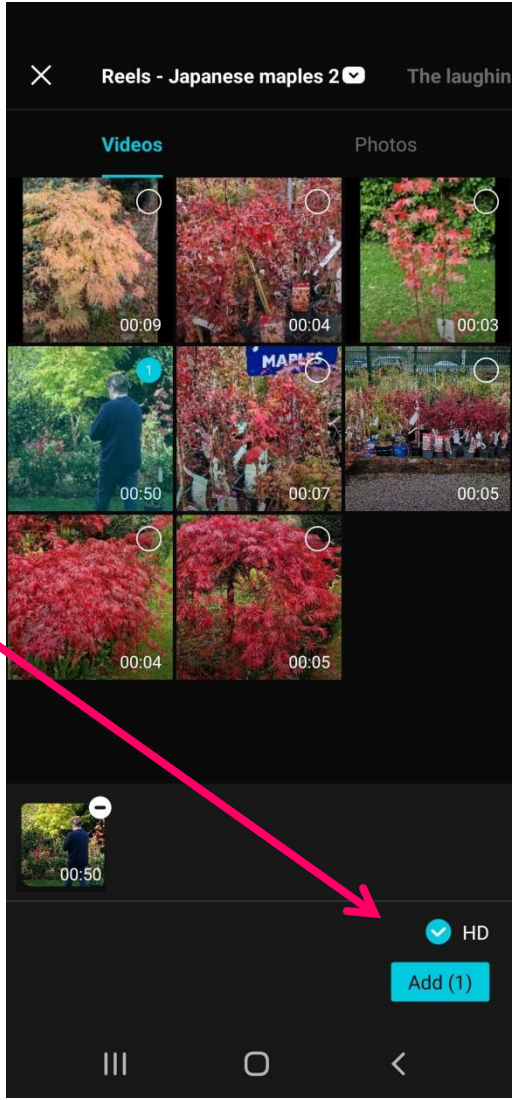 Reels - Japanese maples 2 The laughin
Videos Photos
00:09 00:04 00:03
1
MAPLES
00:50 00:07 00:05
00:04 00:05
00:50
HD
Add (1)